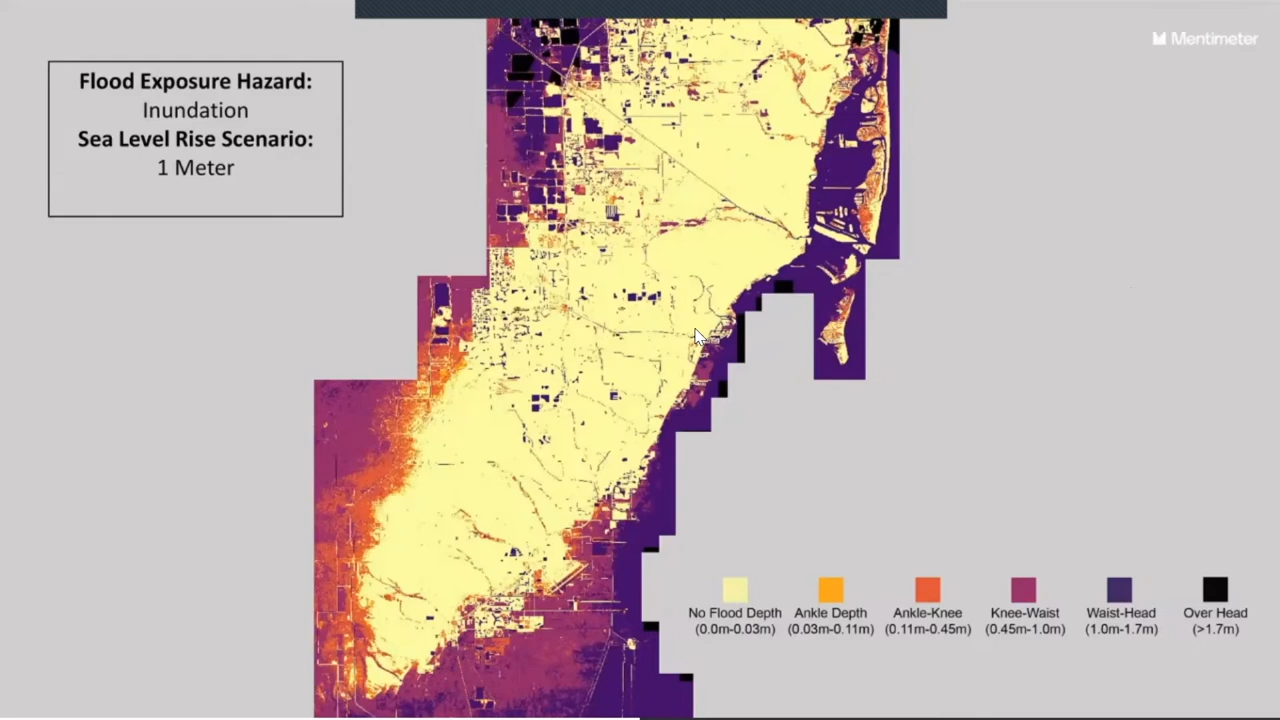 Mentimeter
Flood Exposure Hazard:
Inundation
Sea Level Rise Scenario:
1 Meter
No Flood Depth
(0.0m-0.03m)
Ankle Depth
(0.03m-0.11m)
Ankle-Knee
(0.11m-0.45m)
Knee-Waist
(0.45m-1.0m)
Waist-Head
(1.0m-1.7m)
Over Head
(>1.7m)